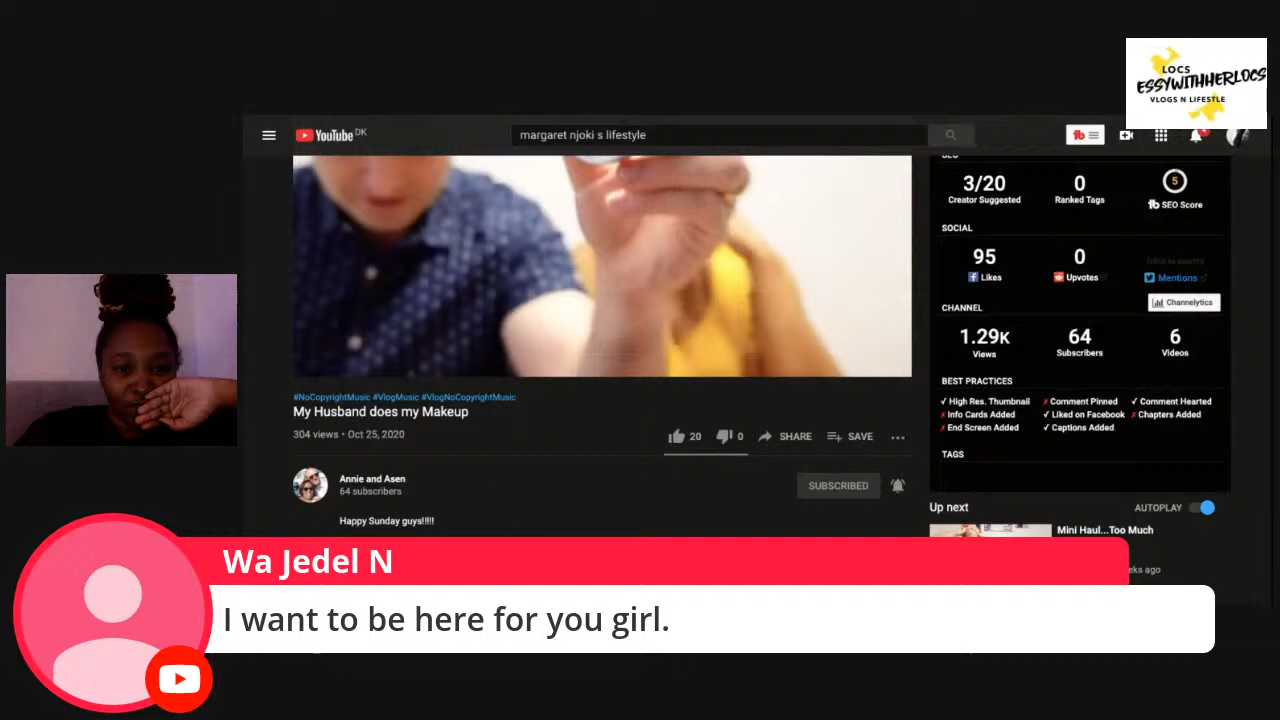 LOCS
ESSYWITHHERLOCS
VLOGS N LIFESTLE
YouTube DK
margaret njoki s lifestyle
SEO
3/20
Creator Suggested
0
Ranked Tags
5
tb SEO Score
SOCIAL
95
Likes
0
Upvotes
Mentions
Channelytics
CHANNEL
1.29K
Views
64
Subscribers
6
Videos
BEST PRACTICES
✓ High Res. Thumbnail ✗ Comment Pinned ✓ Comment Hearted
✗ Info Cards Added ✓ Liked on Facebook ✗ Chapters Added
✗ End Screen Added ✓ Captions Added
TAGS
#NoCopyrightMusic #VlogMusic #VlogNoCopyrightMusic
My Husband does my Makeup
304 views • Oct 25, 2020
20 0 SHARE SAVE
Annie and Asen
64 subscribers
SUBSCRIBED
Happy Sunday guys!!!!!
Up next AUTOPLAY
Mini Haul...Too Much
eks ago
Wa Jedel N
I want to be here for you girl.